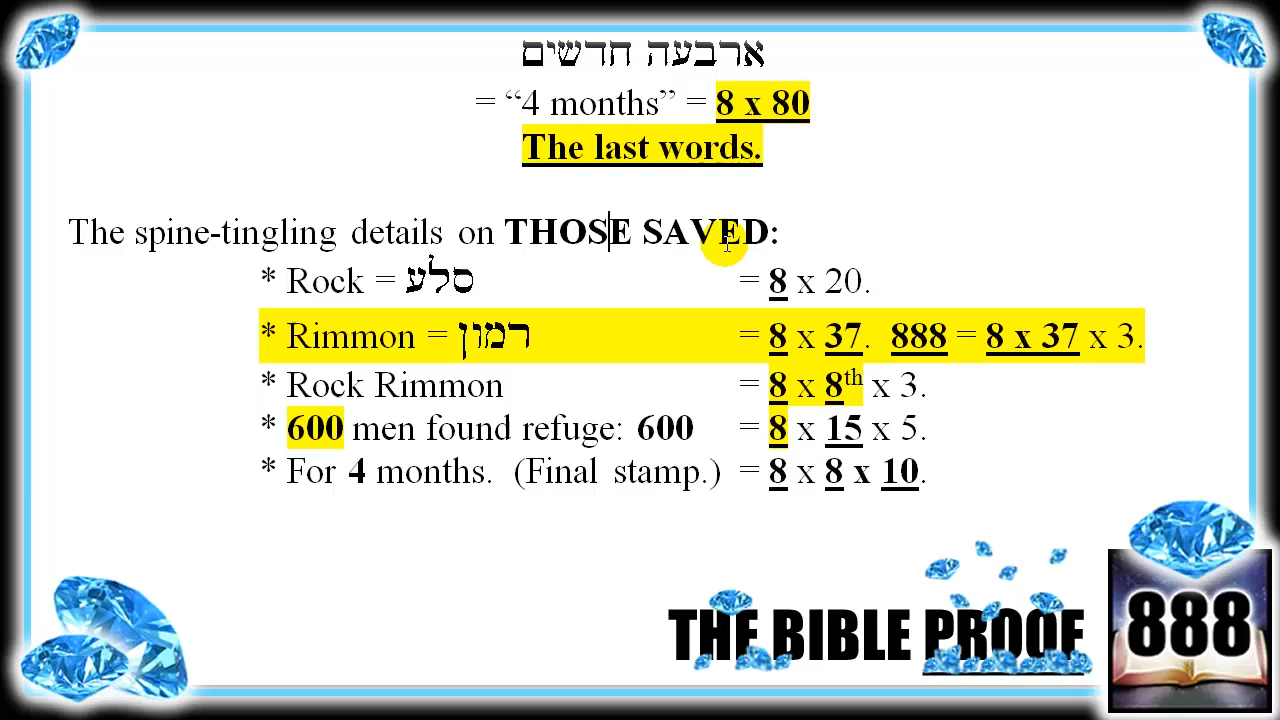 ארבעה חדשים
= “4 months” = 8 x 80
The last words.
The spine-tingling details on THOSE SAVED:
* Rock = סלע = 8 x 20.
* Rimmon = רמון = 8 x 37. 888 = 8 x 37 x 3.
* Rock Rimmon = 8 x 8th x 3.
* 600 men found refuge: 600 = 8 x 15 x 5.
* For 4 months. (Final stamp.) = 8 x 8 x 10.
THE BIBLE PROOF
888